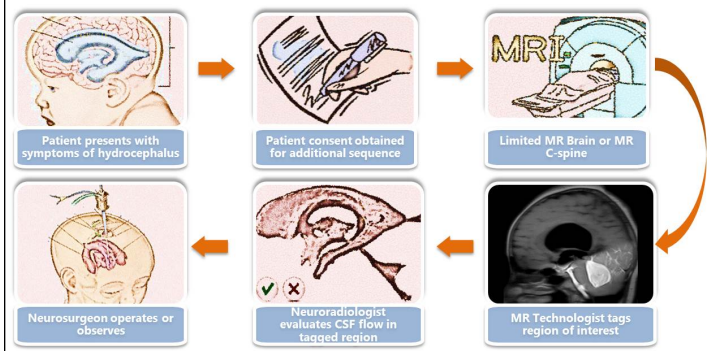 Patient presents with
symptoms of hydrocephalus
Patient consent obtained
for additional sequence
MRI
Limited MR Brain or MR
C-spine
MR Technologist tags
region of interest
Neuroradiologist
evaluates CSF flow in
tagged region
Neurosurgeon operates or
observes